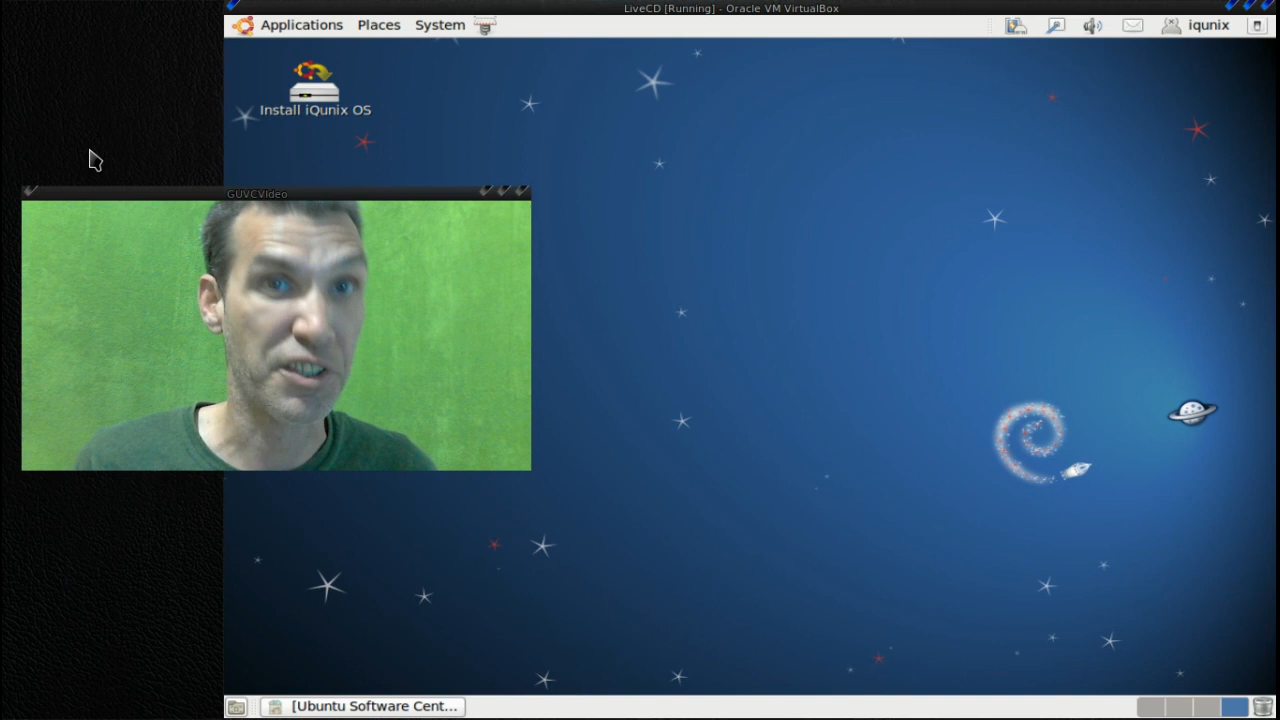 LiveCD [Running] - Oracle VM VirtualBox
Applications Places System
iqunix
Install iQunix OS
GUVCVideo
[Ubuntu Software Cent...